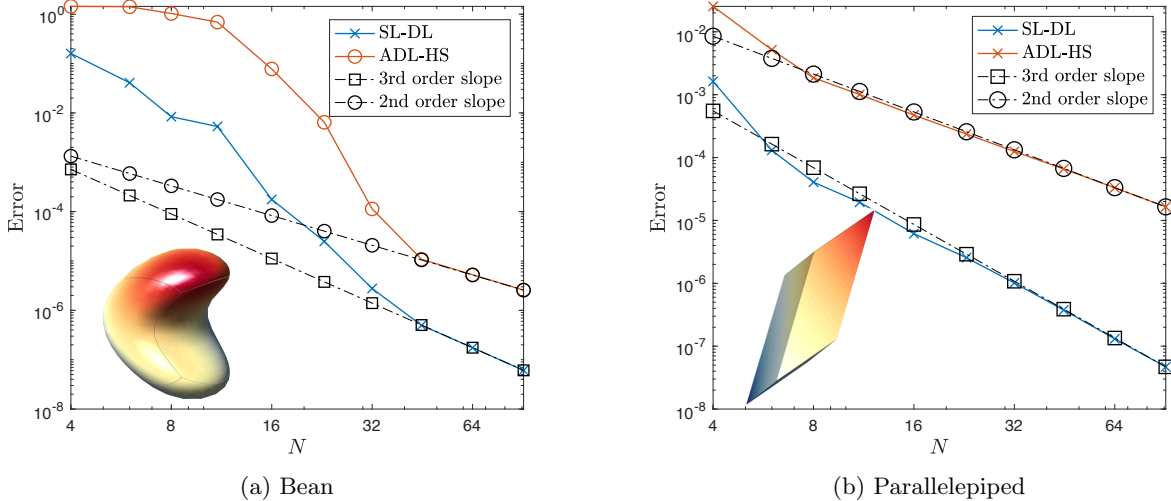 10^0
10^-2
10^-4
10^-6
10^-8
Error
4
8
16
32
64
N
SL-DL
ADL-HS
3rd order slope
2nd order slope
(a) Bean
10^-2
10^-3
10^-4
10^-5
10^-6
10^-7
10^-8
Error
4
8
16
32
64
N
SL-DL
ADL-HS
3rd order slope
2nd order slope
(b) Parallelepiped